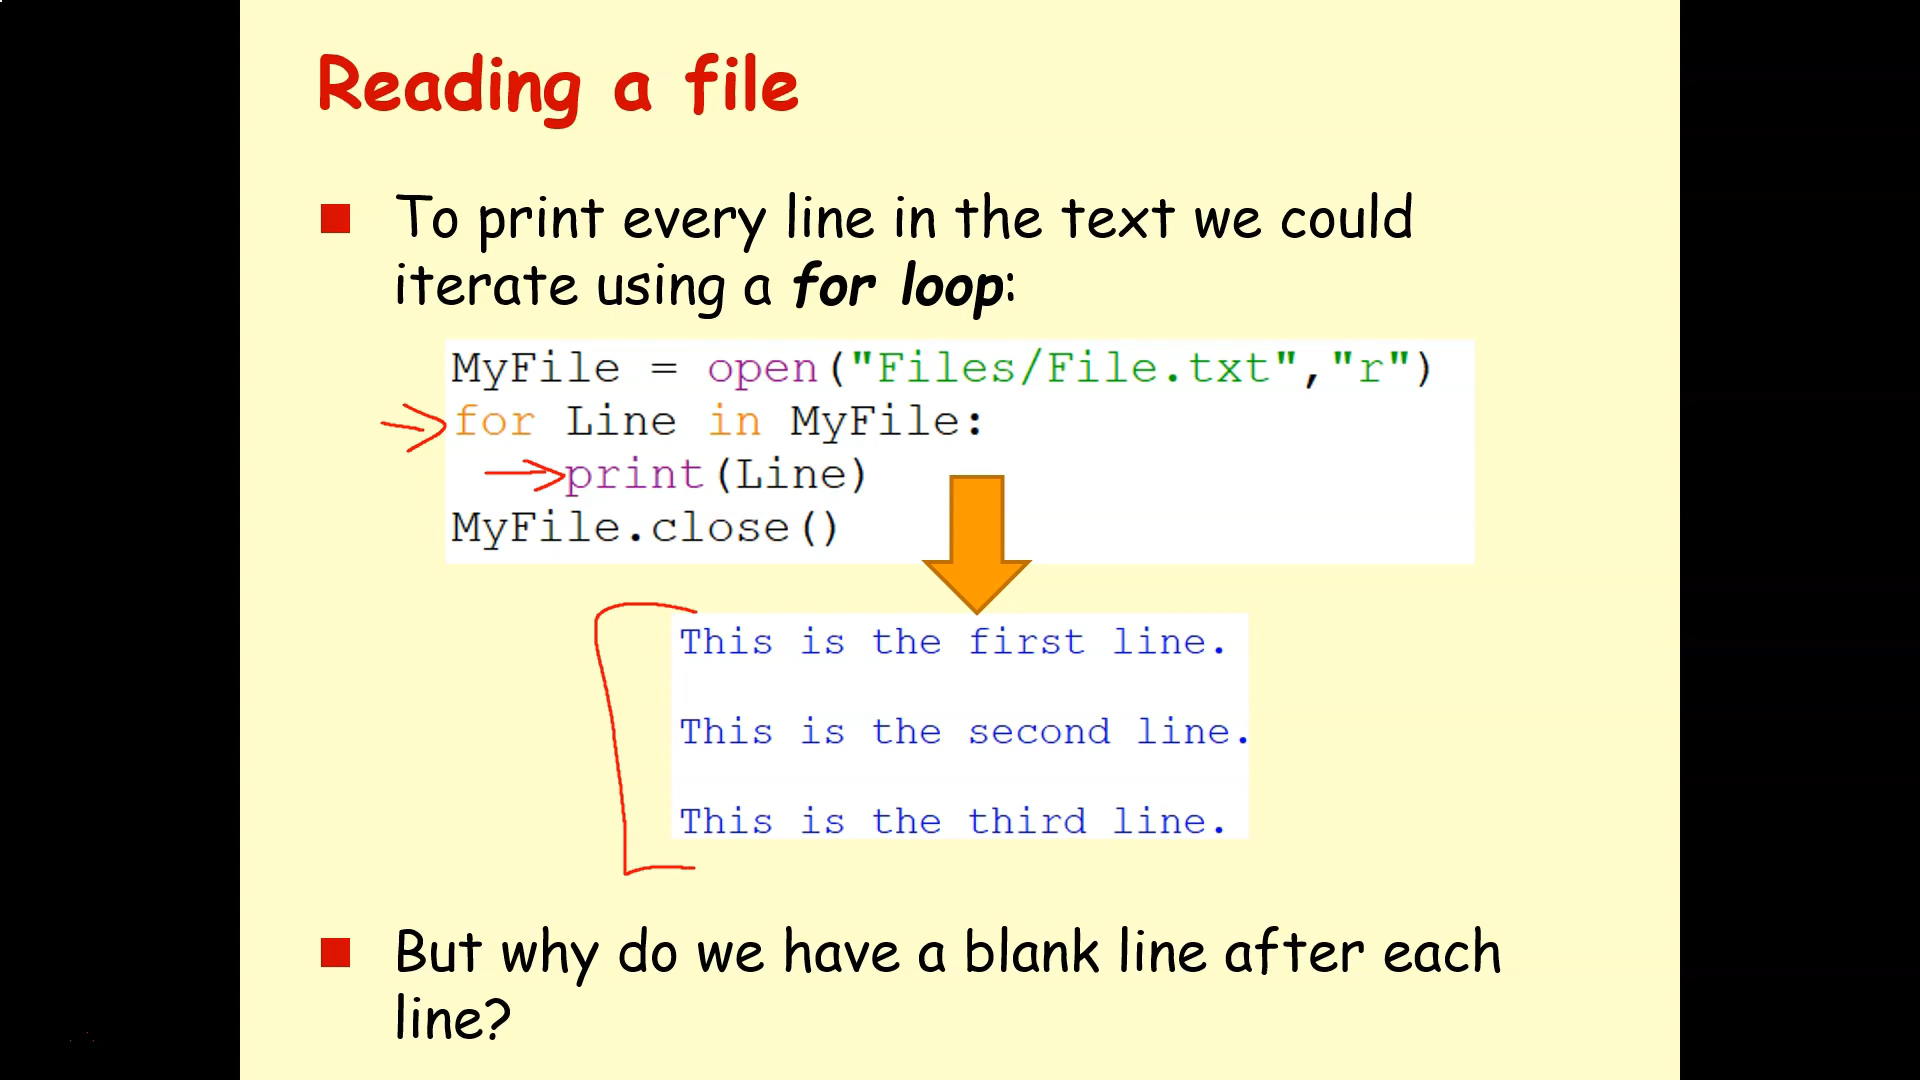 Reading a file
To print every line in the text we could
iterate using a for loop:
MyFile = open("Files/File.txt","r")
for Line in MyFile:
    print(Line)
MyFile.close()
This is the first line.
This is the second line.
This is the third line.
But why do we have a blank line after each
line?